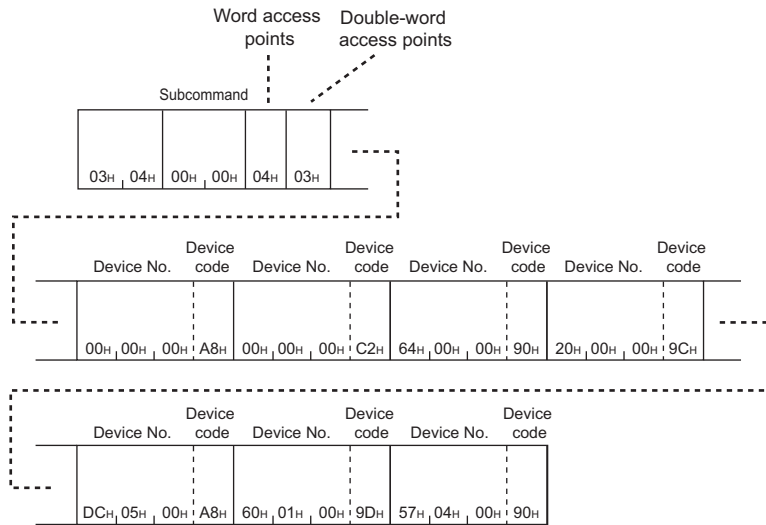 Word access points
Double-word access points
Subcommand
03H 04H 00H 00H 04H 03H
Device No. Device code Device No. Device code Device No. Device code Device No. Device code
00H 00H 00H A8H 00H 00H 00H C2H 64H 00H 00H 90H 20H 00H 00H 9CH
Device No. Device code Device No. Device code Device No. Device code
DCH 05H 00H A8H 60H 01H 00H 9DH 57H 04H 00H 90H